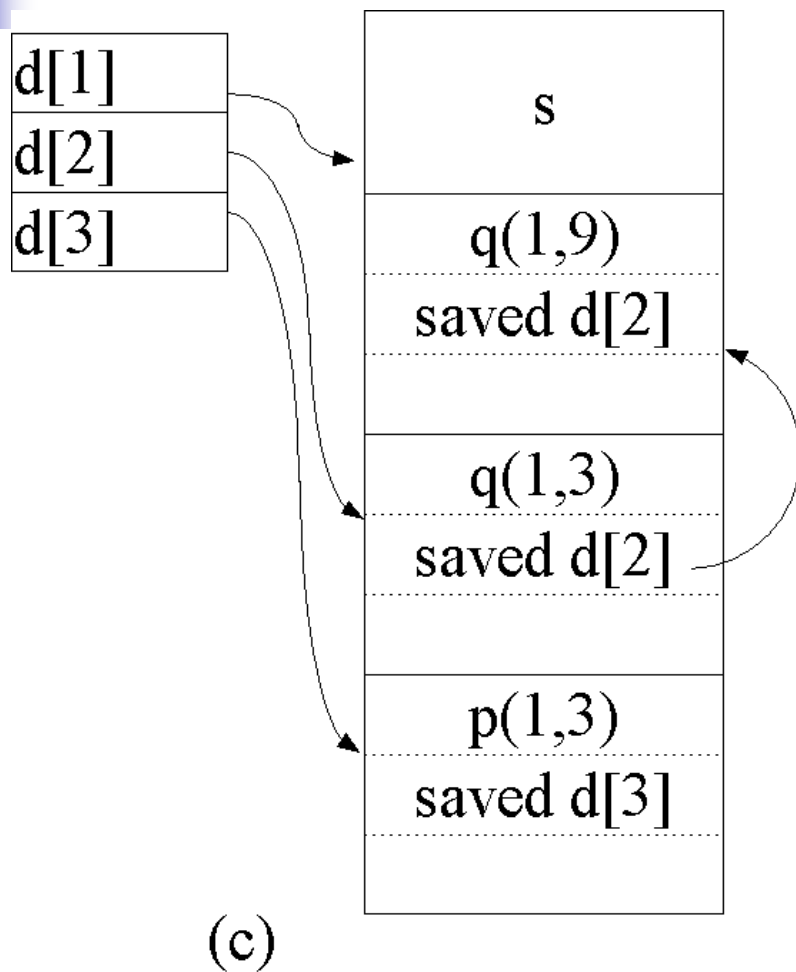 d[1]
d[2]
d[3]
s
q(1,9)
saved d[2]
q(1,3)
saved d[2]
p(1,3)
saved d[3]
(c)